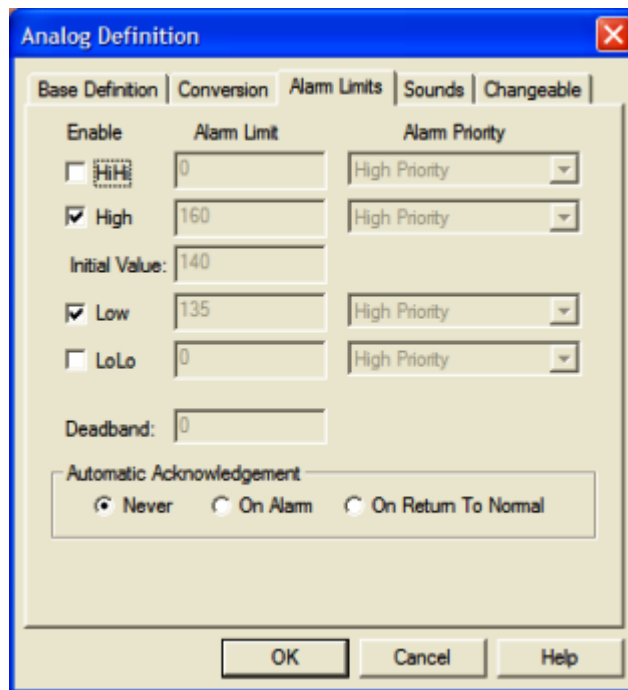 Analog Definition
Base Definition Conversion Alarm Limits Sounds Changeable
Enable Alarm Limit Alarm Priority
HiHi 0 High Priority
High 160 High Priority
Initial Value: 140
Low 135 High Priority
LoLo 0 High Priority
Deadband: 0
Automatic Acknowledgement
Never On Alarm On Return To Normal
OK Cancel Help